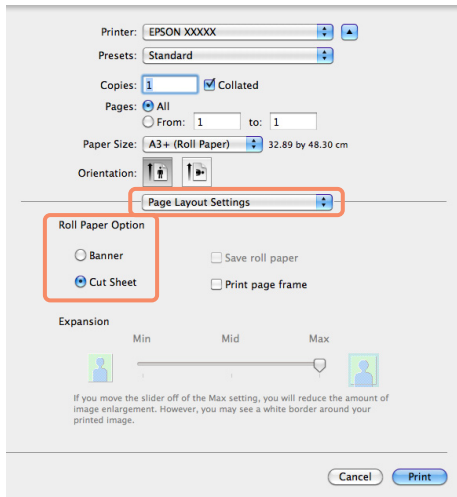 Printer: EPSON XXXXX
Presets: Standard
Copies: 1 Collated
Pages: All
From: 1 to: 1
Paper Size: A3+ (Roll Paper) 32.89 by 48.30 cm
Orientation:
Page Layout Settings
Roll Paper Option
Banner Save roll paper
Cut Sheet Print page frame
Expansion
Min Mid Max
If you move the slider off of the Max setting, you will reduce the amount of
image enlargement. However, you may see a white border around your
printed image.
Cancel Print